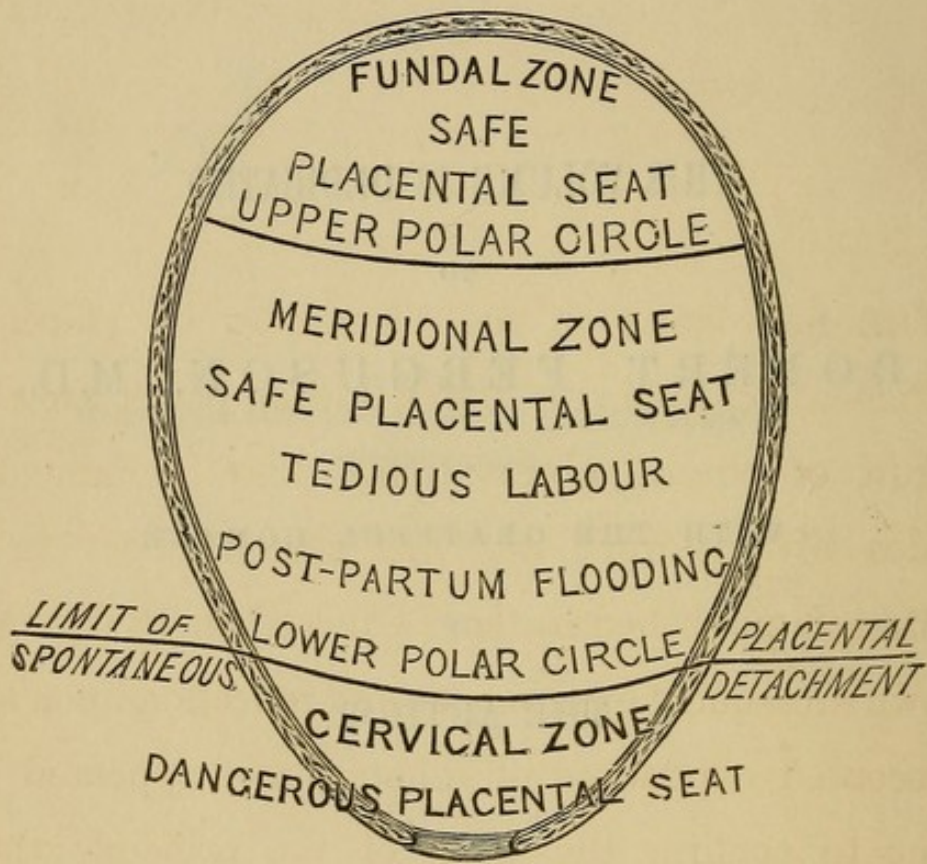 FUNDAL ZONE
SAFE
PLACENTAL SEAT
UPPER POLAR CIRCLE
MERIDIONAL ZONE
SAFE PLACENTAL SEAT
TEDIOUS LABOUR
POST-PARTUM FLOODING
LIMIT OF LOWER POLAR CIRCLE PLACENTAL
SPONTANEOUS DETACHMENT
CERVICAL ZONE
DANGEROUS PLACENTAL SEAT